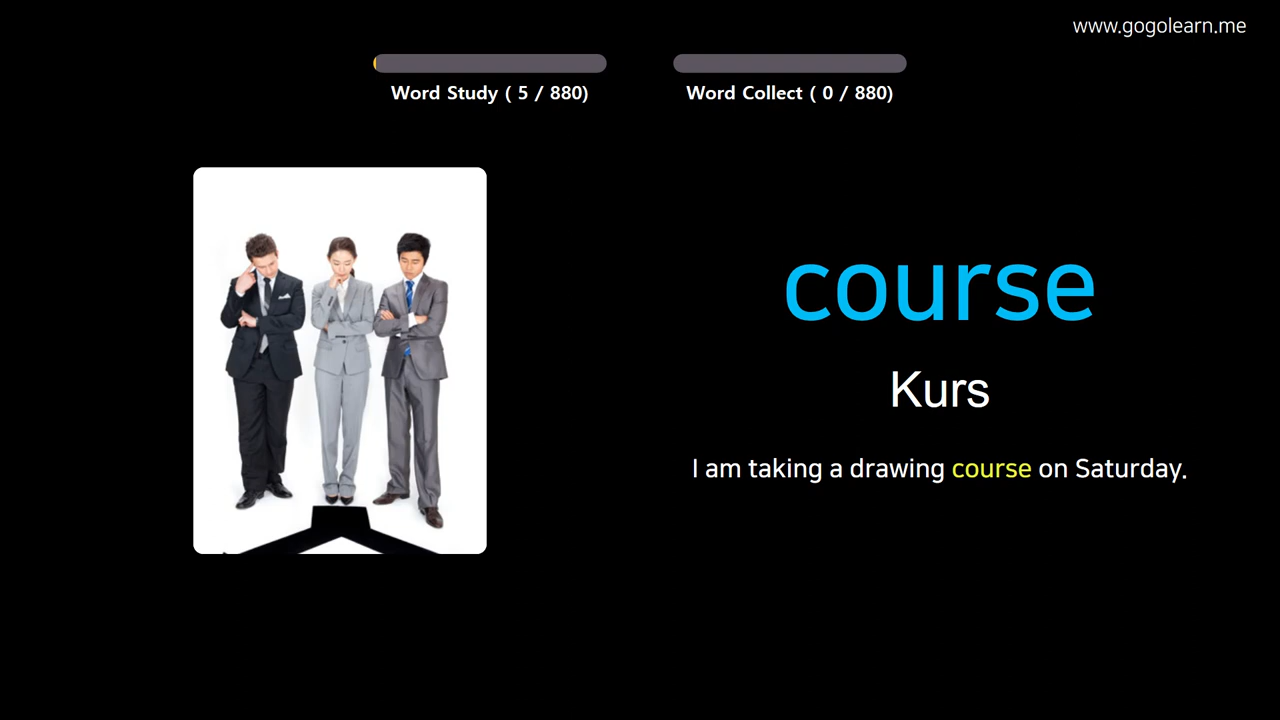 www.gogolearn.me
Word Study ( 5 / 880)
Word Collect ( 0 / 880)
course
Kurs
I am taking a drawing course on Saturday.